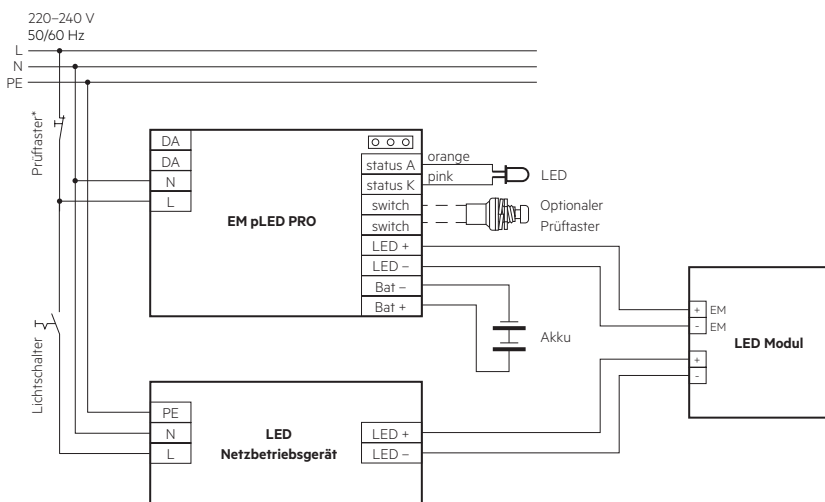 220–240 V
50/60 Hz
L
N
PE
Prüftaster*
DA
DA
N
L
EM pLED PRO
status A
status K
switch
switch
LED +
LED –
Bat –
Bat +
orange
pink
LED
Optionaler
Prüftaster
Akku
+ EM
- EM
+
-
LED Modul
Lichtschalter
PE
N
L
LED
Netzbetriebsgerät
LED +
LED –